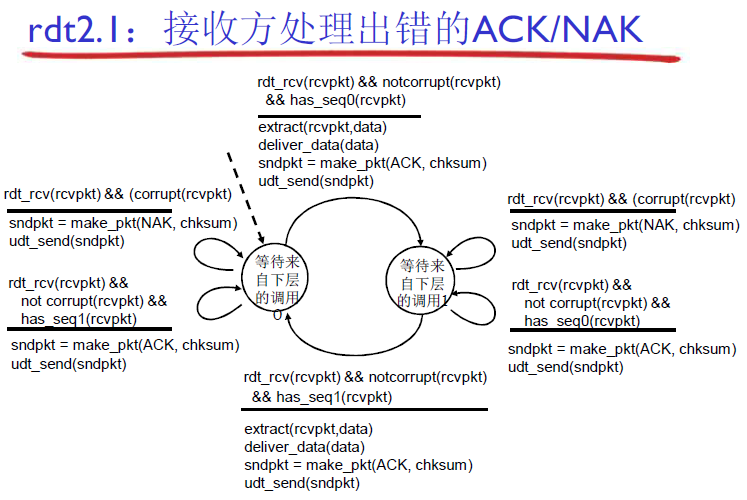 rdt2.1：接收方处理出错的ACK/NAK
rdt_rcv(rcvpkt) && notcorrupt(rcvpkt)
&& has_seq0(rcvpkt)
extract(rcvpkt,data)
deliver_data(data)
sndpkt = make_pkt(ACK, chksum)
udt_send(sndpkt)
rdt_rcv(rcvpkt) && (corrupt(rcvpkt)
sndpkt = make_pkt(NAK, chksum)
udt_send(sndpkt)
rdt_rcv(rcvpkt) &&
not corrupt(rcvpkt) &&
has_seq1(rcvpkt)
sndpkt = make_pkt(ACK, chksum)
udt_send(sndpkt)
等待来
自下层
的调用
0
等待来
自下层
的调用1
rdt_rcv(rcvpkt) && (corrupt(rcvpkt)
sndpkt = make_pkt(NAK, chksum)
udt_send(sndpkt)
rdt_rcv(rcvpkt) &&
not corrupt(rcvpkt) &&
has_seq0(rcvpkt)
sndpkt = make_pkt(ACK, chksum)
udt_send(sndpkt)
rdt_rcv(rcvpkt) && notcorrupt(rcvpkt)
&& has_seq1(rcvpkt)
extract(rcvpkt,data)
deliver_data(data)
sndpkt = make_pkt(ACK, chksum)
udt_send(sndpkt)